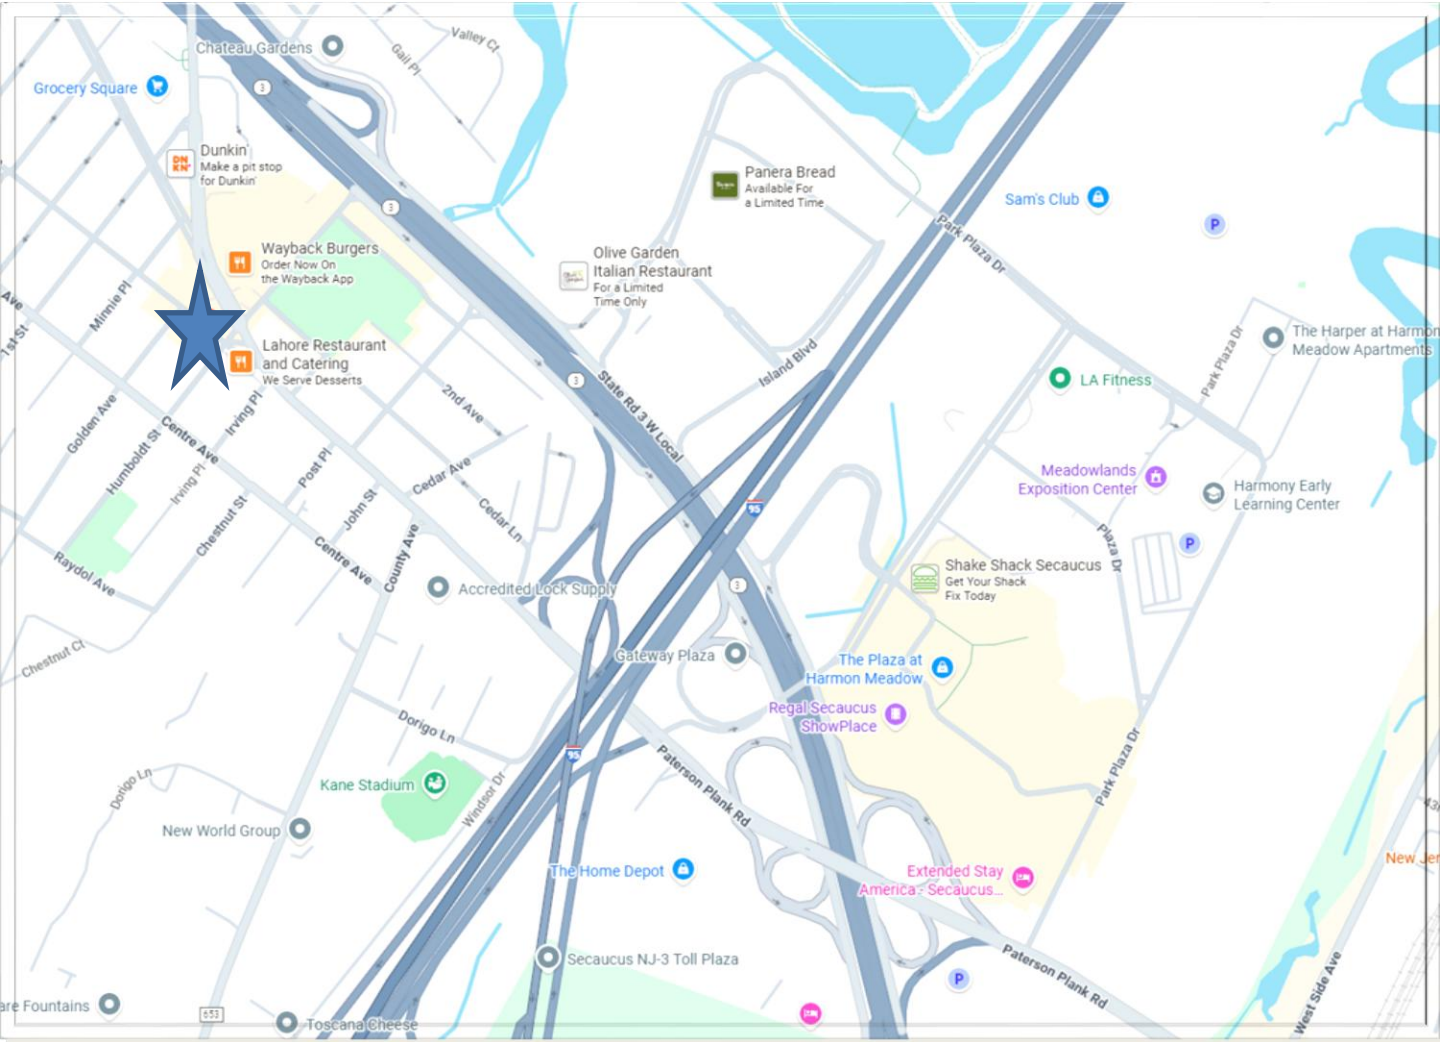 Valley Ct
Chateau Gardens
Gail Pl
Grocery Square
3
Dunkin'
Make a pit stop
for Dunkin'
DN
KN'
Panera Bread
Available For
a Limited Time
Sam's Club
P
3
Park Plaza Dr
Wayback Burgers
Order Now On
the Wayback App
Olive Garden
Italian Restaurant
For a Limited
Time Only
Minnie Pl
Ave
1st St
The Harper at Harmon
Meadow Apartments
Park Plaza Dr
Lahore Restaurant
and Catering
We Serve Desserts
Island Blvd
3
State Rd 3 W Local
LA Fitness
2nd Ave
Golden Ave
Irving Pl
Centre Ave
Humboldt St
Irving Pl
Post Pl
Cedar Ave
Meadowlands
Exposition Center
Harmony Early
Learning Center
John St
Chestnut St
Cedar Ln
95
P
Plaza Dr
Centre Ave
County Ave
Raydol Ave
Shake Shack Secaucus
Get Your Shack
Fix Today
Accredited Lock Supply
3
Chestnut Ct
Gateway Plaza
The Plaza at
Harmon Meadow
Regal Secaucus
ShowPlace
Dorigo Ln
95
Paterson Plank Rd
Park Plaza Dr
Kane Stadium
Dorigo Ln
Windsor Dr
New World Group
43
New Jer
The Home Depot
Extended Stay
America - Secaucus...
Secaucus NJ-3 Toll Plaza
P
Paterson Plank Rd
West Side Ave
are Fountains
653
Toscana Cheese